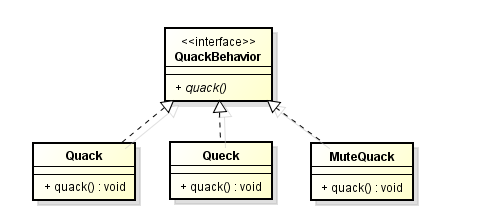 <<interface>>
QuackBehavior
+ quack()
Quack
+ quack() : void
Queck
+ quack() : void
MuteQuack
+ quack() : void